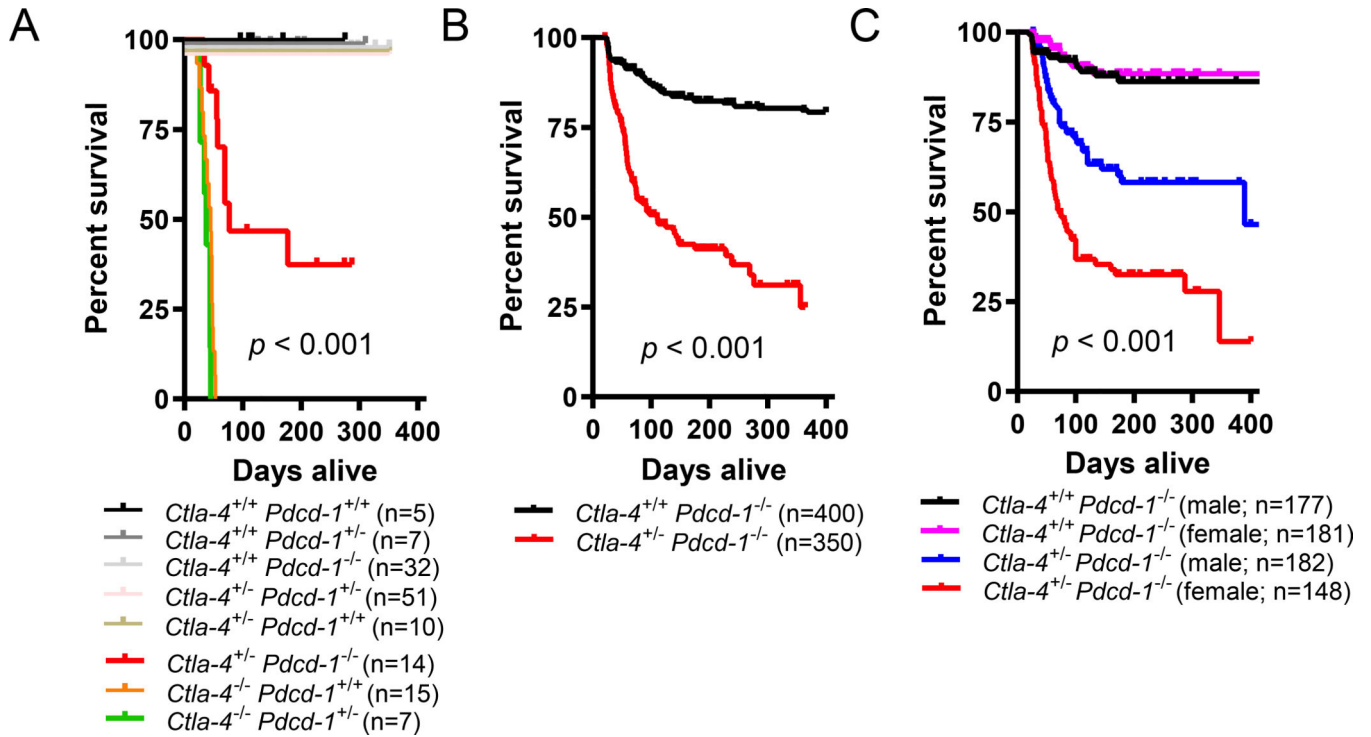 A
Percent survival
100
75
50
25
0
p < 0.001
0 100 200 300 400
Days alive
Ctla-4+/+ Pdcd-1+/+ (n=5)
Ctla-4+/+ Pdcd-1+/- (n=7)
Ctla-4+/+ Pdcd-1-/- (n=32)
Ctla-4+/- Pdcd-1+/- (n=51)
Ctla-4+/- Pdcd-1+/+ (n=10)
Ctla-4+/- Pdcd-1-/- (n=14)
Ctla-4-/- Pdcd-1+/+ (n=15)
Ctla-4-/- Pdcd-1+/- (n=7)
B
Percent survival
100
75
50
25
0
p < 0.001
0 100 200 300 400
Days alive
Ctla-4+/+ Pdcd-1-/- (n=400)
Ctla-4+/- Pdcd-1-/- (n=350)
C
Percent survival
100
75
50
25
0
p < 0.001
0 100 200 300 400
Days alive
Ctla-4+/+ Pdcd-1-/- (male; n=177)
Ctla-4+/+ Pdcd-1-/- (female; n=181)
Ctla-4+/- Pdcd-1-/- (male; n=182)
Ctla-4+/- Pdcd-1-/- (female; n=148)